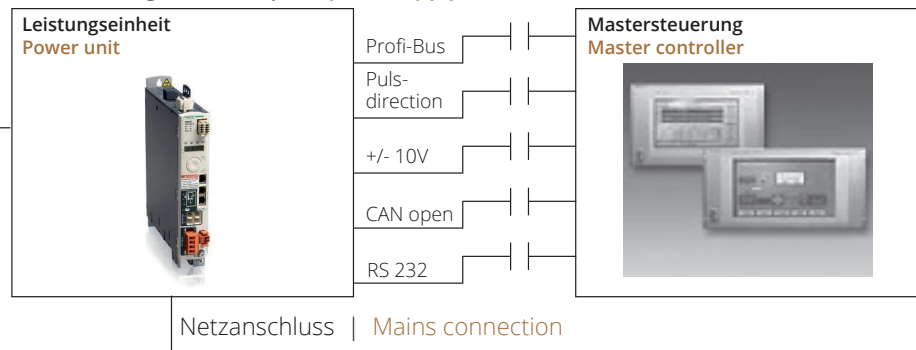 Leistungseinheit
Power unit
Profi-Bus
Puls-
direction
+/- 10V
CAN open
RS 232
Mastersteuerung
Master controller
Netzanschluss | Mains connection